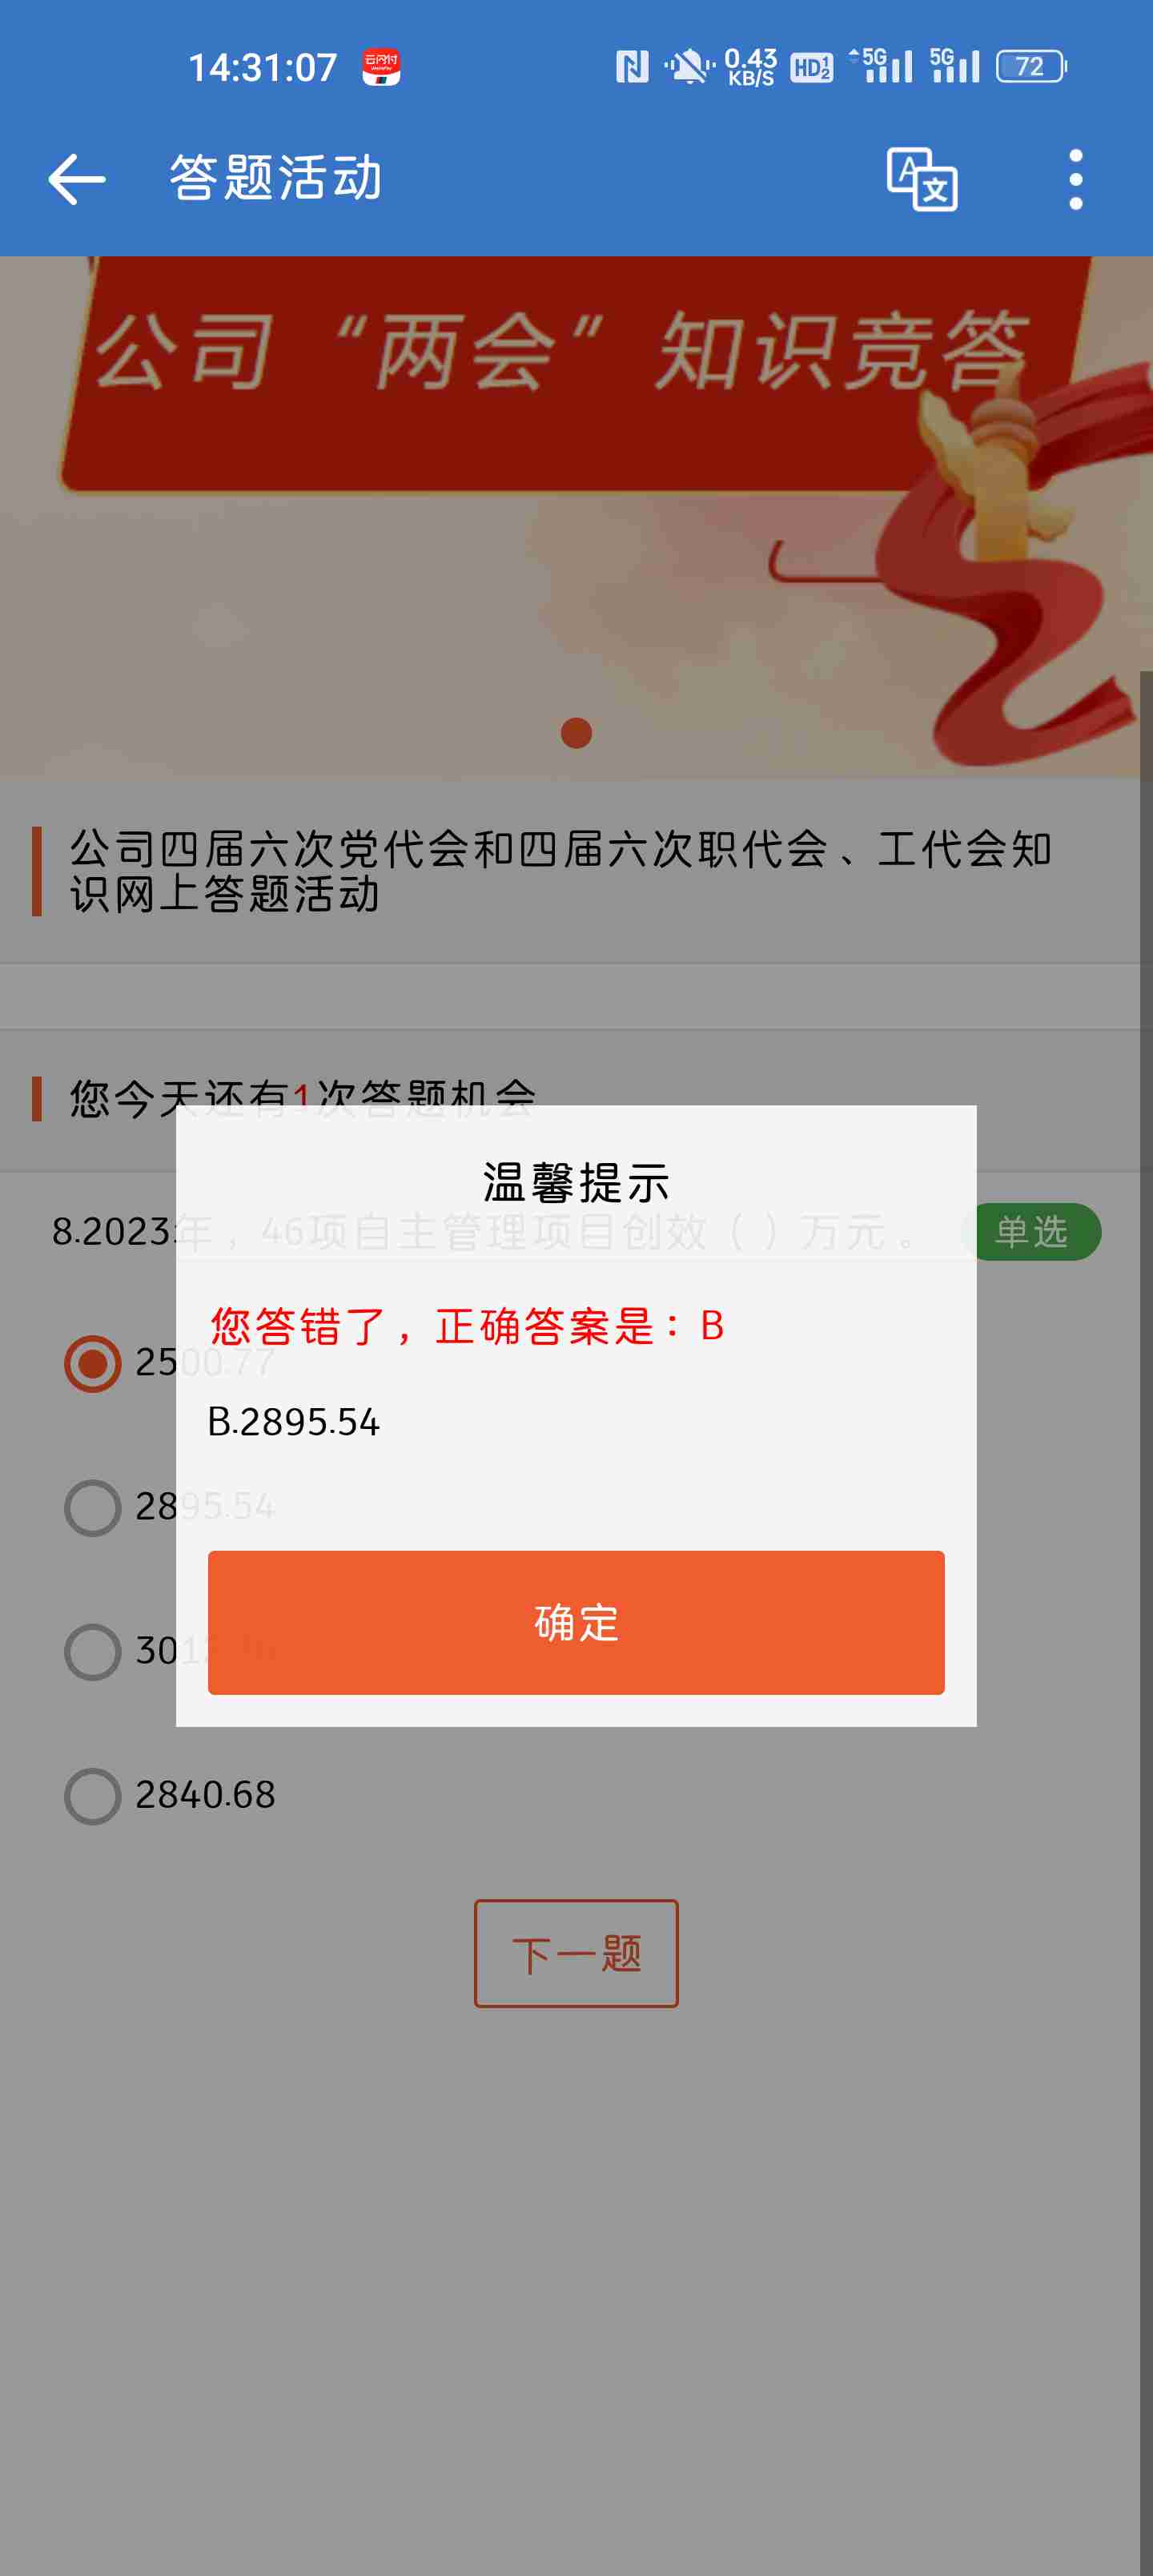 14:31:07 云闪付 0.43 KB/S HD 1 2 5G 5G 72
答题活动
公司“两会”知识竞答
公司四届六次党代会和四届六次职代会、工代会知
识网上答题活动
您今天还有1次答题机会
温馨提示
8.2023年，46项自主管理项目创效（ ）万元。 单选
您答错了，正确答案是：B
2500.77
B.2895.54
2895.54
确定
2840.68
下一题